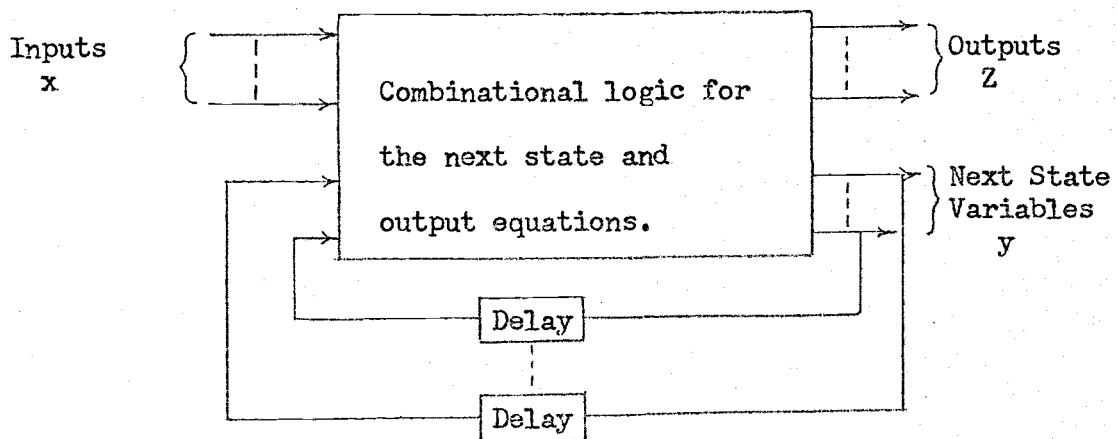 Inputs
x
Combinational logic for
the next state and
output equations.
Outputs
Z
Next State
Variables
y
Delay
Delay